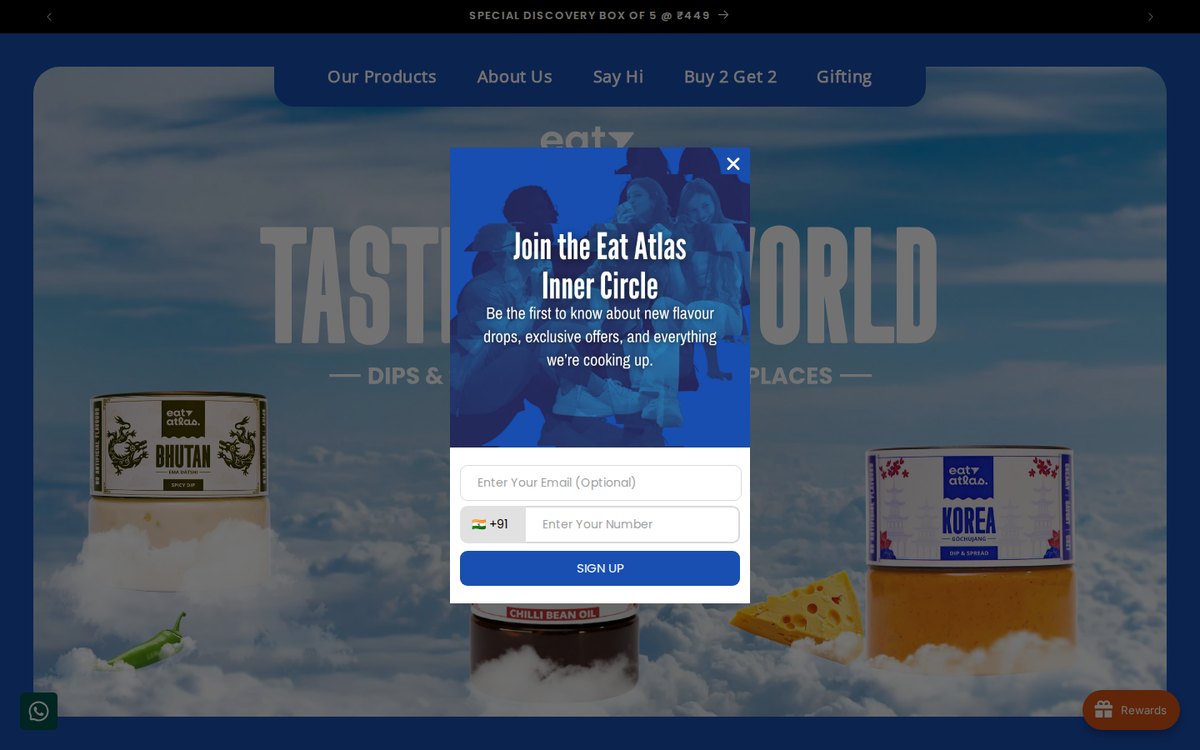 SPECIAL DISCOVERY BOX OF 5 @ ₹449
Our Products
About Us
Say Hi
Buy 2 Get 2
Gifting
eat
TAST
WORLD
DIPS &
PLACES
Join the Eat Atlas
Inner Circle
Be the first to know about new flavour
drops, exclusive offers, and everything
we're cooking up.
Enter Your Email (Optional)
+91
Enter Your Number
SIGN UP
eat
atlas.
BHUTAN
EMA DATSHI
SPICY DIP
eat
atlas.
KOREA
GOCHUJANG
DIP & SPREAD
CHILLI BEAN OIL
Rewards